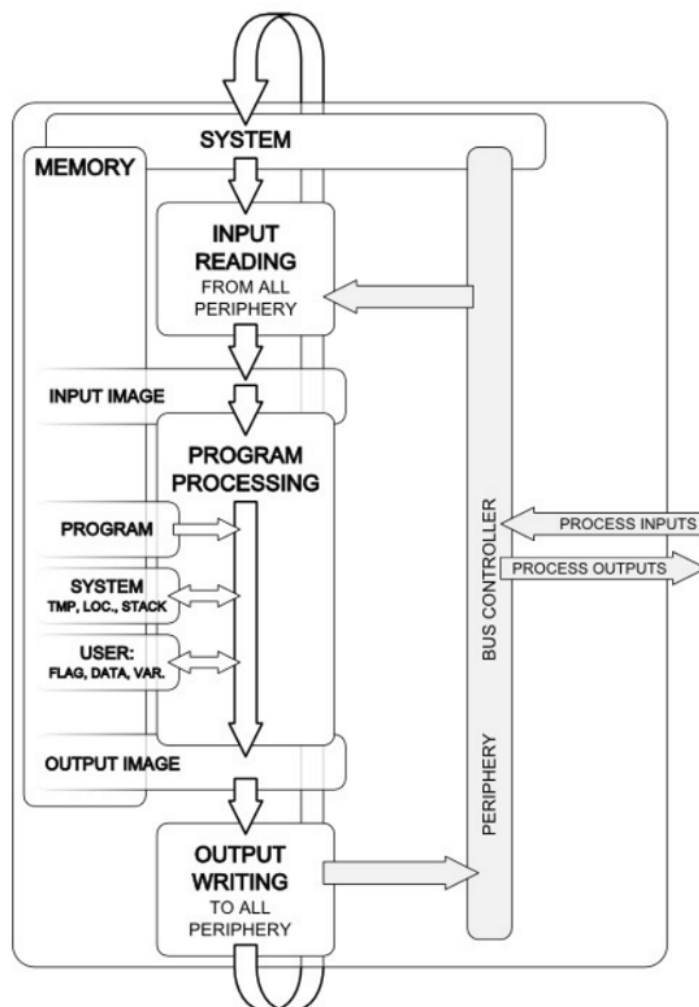 SYSTEM
MEMORY
INPUT
READING
FROM ALL
PERIPHERY
INPUT IMAGE
PROGRAM
PROCESSING
PROGRAM
SYSTEM
TMP, LOC., STACK
USER:
FLAG, DATA, VAR.
OUTPUT IMAGE
OUTPUT
WRITING
TO ALL
PERIPHERY
PERIPHERY BUS CONTROLLER
PROCESS INPUTS
PROCESS OUTPUTS